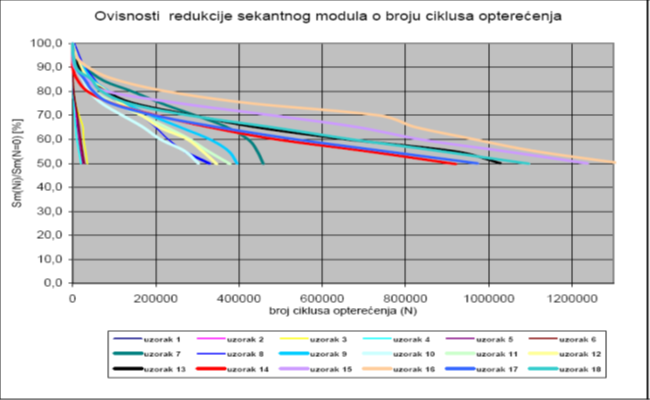 Ovisnosti redukcije sekantnog modula o broju ciklusa opterećenja
Sm(Ni)/Sm(N=0) [%]
100,0
90,0
80,0
70,0
60,0
50,0
40,0
30,0
20,0
10,0
0,0
0 200000 400000 600000 800000 1000000 1200000
broj ciklusa opterećenja (N)
uzorak 1 uzorak 2 uzorak 3 uzorak 4 uzorak 5 uzorak 6
uzorak 7 uzorak 8 uzorak 9 uzorak 10 uzorak 11 uzorak 12
uzorak 13 uzorak 14 uzorak 15 uzorak 16 uzorak 17 uzorak 18